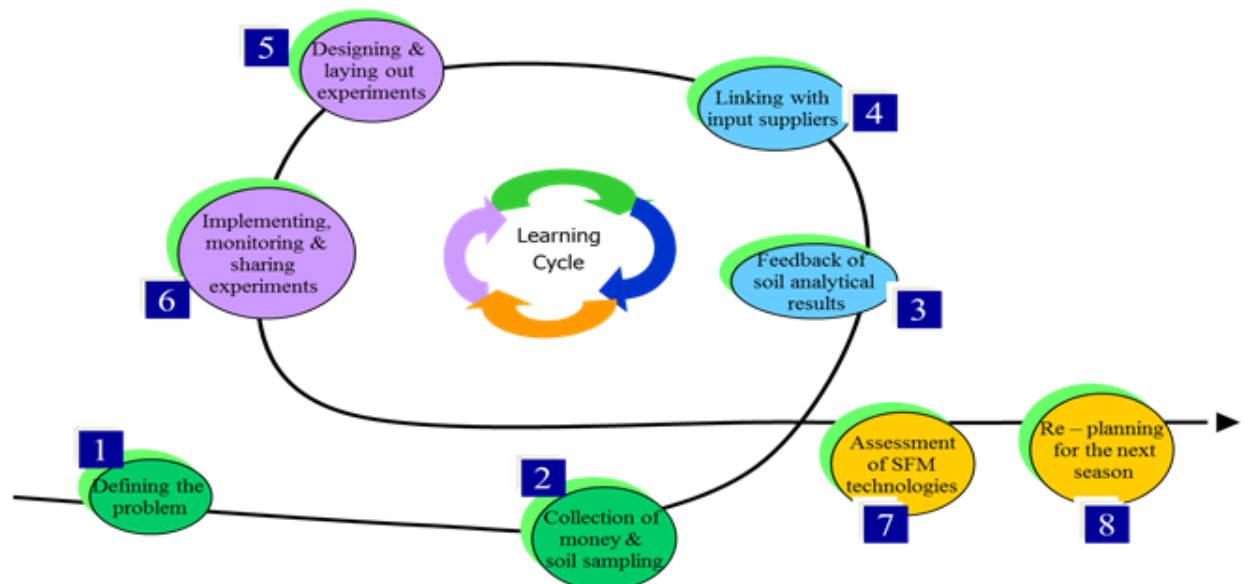 5
Designing &
laying out
experiments
Linking with
input suppliers
4
Implementing,
monitoring &
sharing
experiments
6
Learning
Cycle
Feedback of
soil analytical
results
3
1
Defining the
problem
2
Collection of
money &
soil sampling
Assessment
of SFM
technologies
7
Re – planning
for the next
season
8